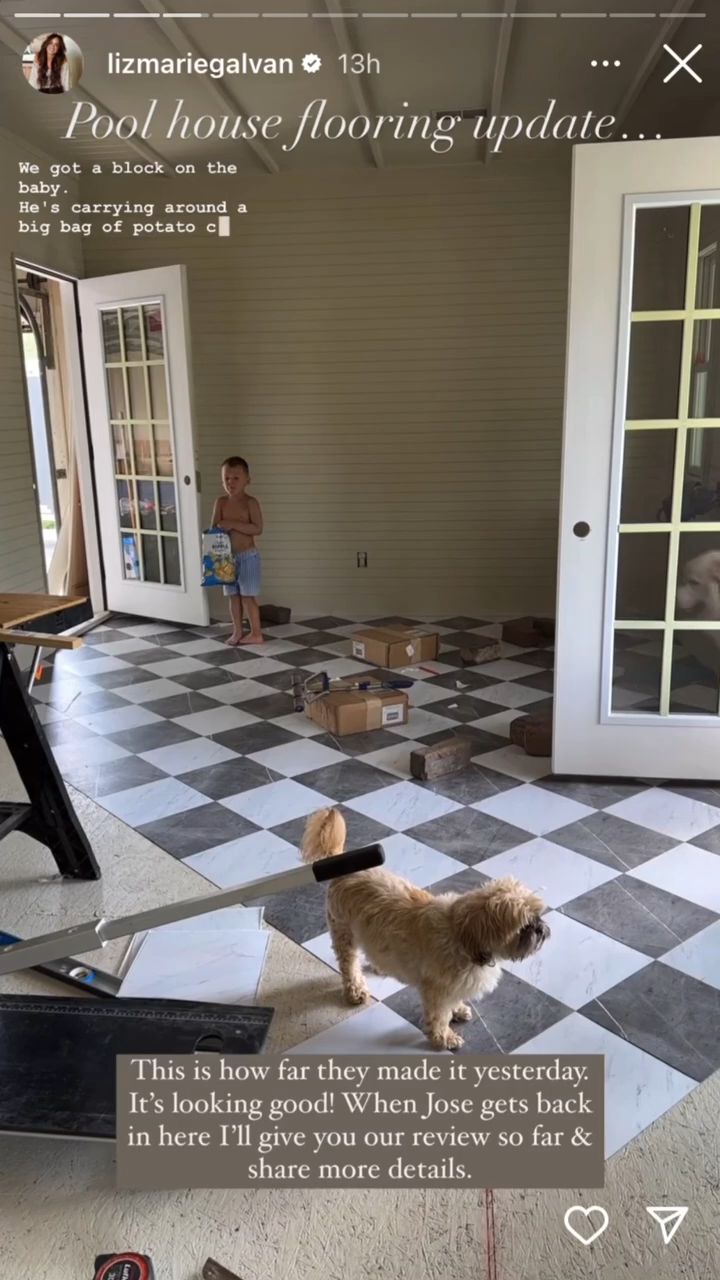 lizmariegalvan 13h
Pool house flooring update...
We got a block on the
baby.
He's carrying around a
big bag of potato c
This is how far they made it yesterday.
It's looking good! When Jose gets back
in here I'll give you our review so far &
share more details.